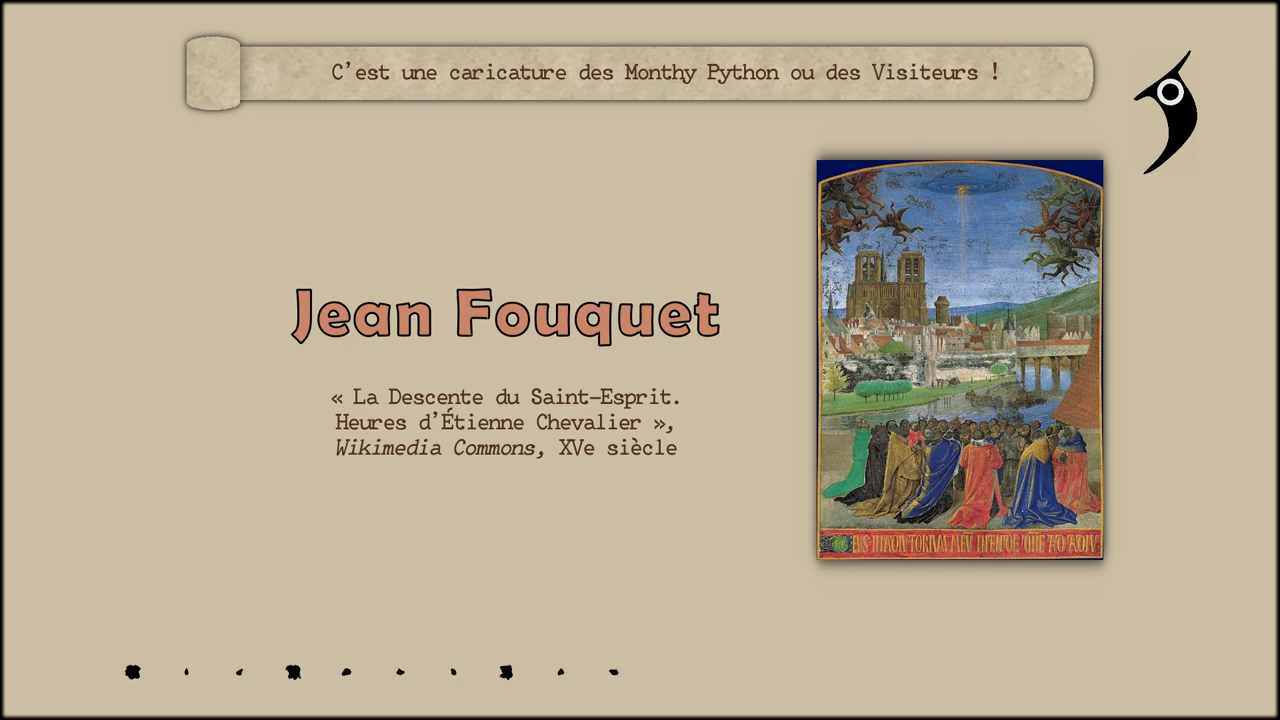 C'est une caricature des Monthy Python ou des Visiteurs !
Jean Fouquet
« La Descente du Saint-Esprit.
Heures d'Étienne Chevalier »,
Wikimedia Commons, XVe siècle